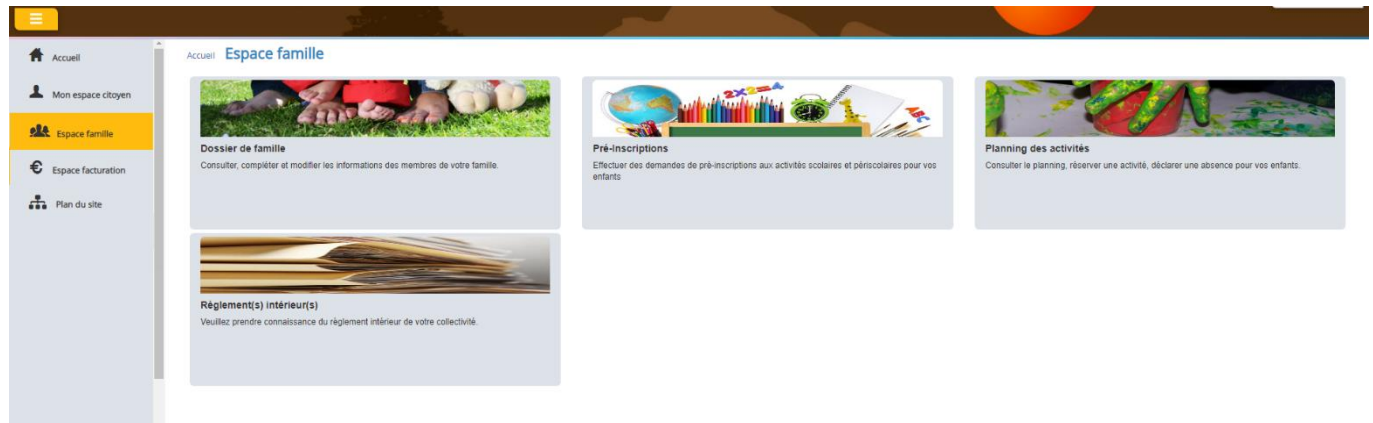 Accueil
Mon espace citoyen
Espace famille
Espace facturation
Plan du site
Accueil Espace famille
Dossier de famille
Consulter, compléter et modifier les informations des membres de votre famille.
2x2=4
ABC
Pré-inscriptions
Effectuer des demandes de pré-inscriptions aux activités scolaires et périscolaires pour vos
enfants
Planning des activités
Consulter le planning, réserver une activité, déclarer une absence pour vos enfants.
Règlement(s) intérieur(s)
Veuillez prendre connaissance du règlement intérieur de votre collectivité.